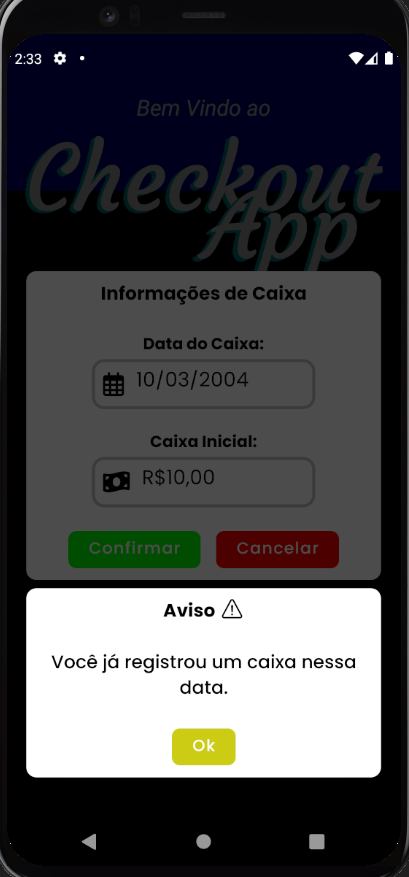 2:33
Bem Vindo ao
Checkout
App
Informações de Caixa
Data do Caixa:
10/03/2004
Caixa Inicial:
R$10,00
Confirmar Cancelar
Aviso
Você já registrou um caixa nessa
data.
Ok